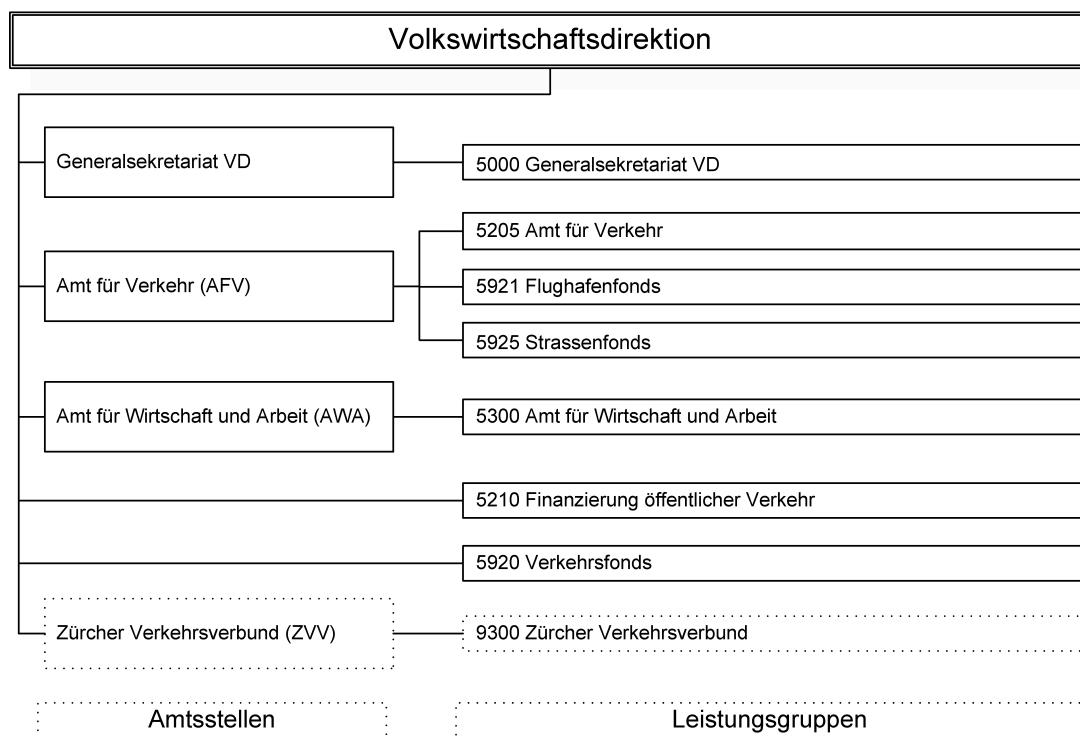 Volkswirtschaftsdirektion
Generalsekretariat VD
5000 Generalsekretariat VD
5205 Amt für Verkehr
Amt für Verkehr (AFV)
5921 Flughafenfonds
5925 Strassenfonds
Amt für Wirtschaft und Arbeit (AWA)
5300 Amt für Wirtschaft und Arbeit
5210 Finanzierung öffentlicher Verkehr
5920 Verkehrsfonds
Zürcher Verkehrsverbund (ZVV)
9300 Zürcher Verkehrsverbund
Amtsstellen
Leistungsgruppen